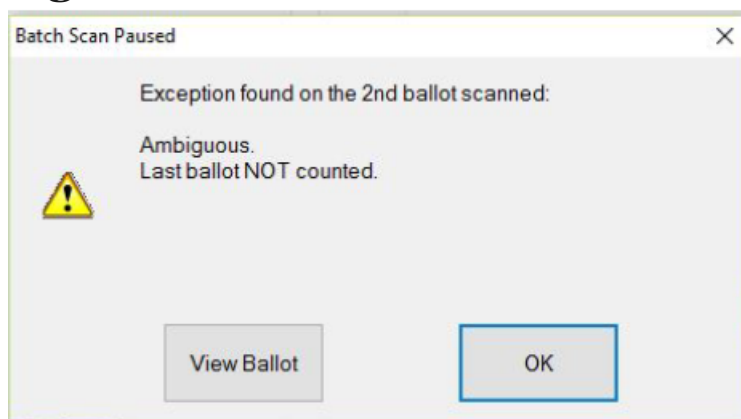 Batch Scan Paused
Exception found on the 2nd ballot scanned:
Ambiguous.
Last ballot NOT counted.
View Ballot
OK